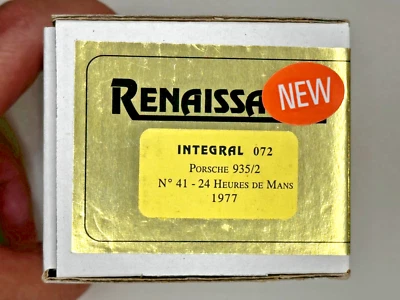 RENAISSA
NEW
INTEGRAL 072
PORSCHE 935/2
N° 41 - 24 HEURES DE MANS
1977